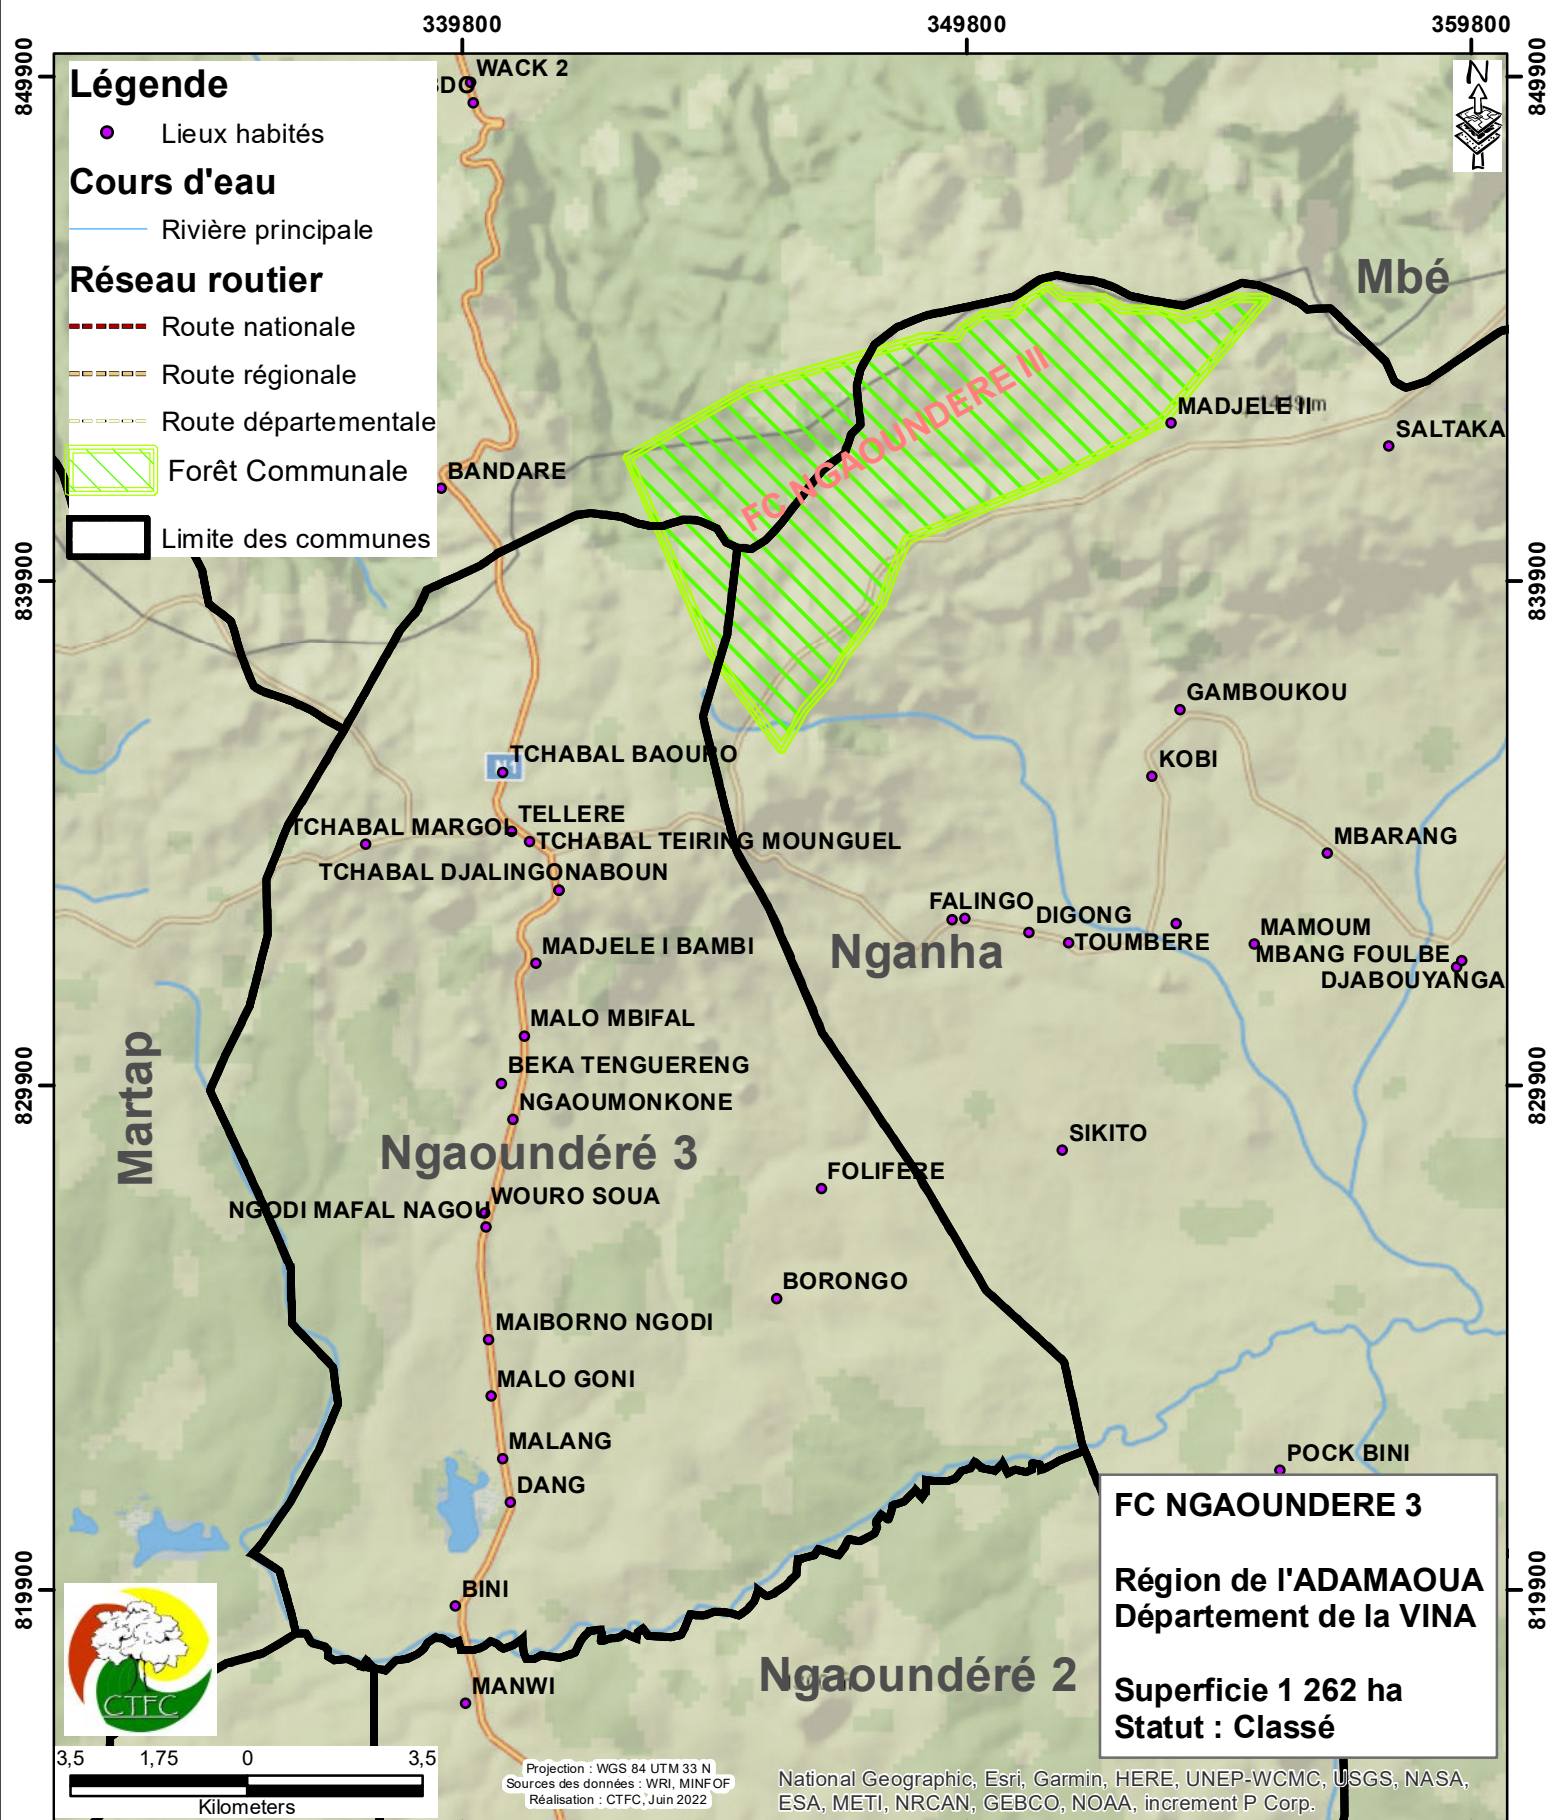 339800
349800
359800
849900
849900
839900
839900
829900
829900
819900
819900
Légende
Lieux habités
Cours d'eau
Rivière principale
Réseau routier
Route nationale
Route régionale
Route départementale
Forêt Communale
Limite des communes
N
WACK 2
Mbé
FC NGAOUNDERE III
MADJELE II
SALTAKA
BANDARE
GAMBOUKOU
KOBI
TCHABAL BAOURO
N1
TELLERE
TCHABAL MARGOL
TCHABAL TEIRING MOUNGUEL
MBARANG
TCHABAL DJALINGONABOUN
FALINGO
DIGONG
TOUMBERE
MAMOUM
MBANG FOULBE
DJABOUYANGA
Nganha
MADJELE I BAMBI
MALO MBIFAL
Martap
BEKA TENGUERENG
NGAOUMONKONE
SIKITO
Ngaoundéré 3
FOLIFERE
WOURO SOUA
NGODI MAFAL NAGOU
BORONGO
MAIBORNO NGODI
MALO GONI
MALANG
DANG
POCK BINI
BINI
MANWI
Ngaoundéré 2
FC NGAOUNDERE 3
Région de l'ADAMAOUA
Département de la VINA
Superficie 1 262 ha
Statut : Classé
CTFC
3,5 1,75 0 3,5
Kilometers
Projection : WGS 84 UTM 33 N
Sources des données : WRI, MINFOF
Réalisation : CTFC, Juin 2022
National Geographic, Esri, Garmin, HERE, UNEP-WCMC, USGS, NASA,
ESA, METI, NRCAN, GEBCO, NOAA, increment P Corp.